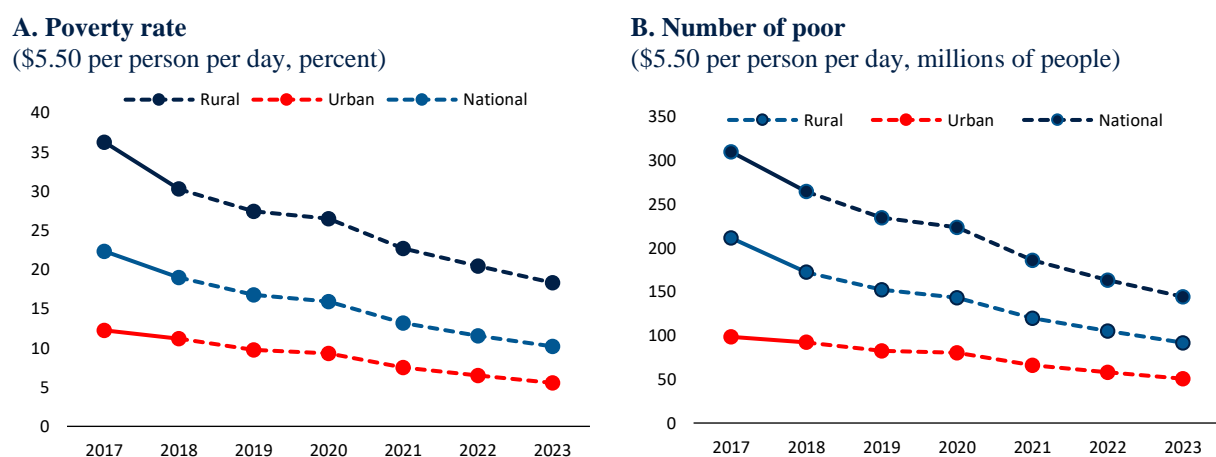 A. Poverty rate
($5.50 per person per day, percent)
Rural Urban National
40
35
30
25
20
15
10
5
0
2017 2018 2019 2020 2021 2022 2023
B. Number of poor
($5.50 per person per day, millions of people)
Rural Urban National
350
300
250
200
150
100
50
0
2017 2018 2019 2020 2021 2022 2023